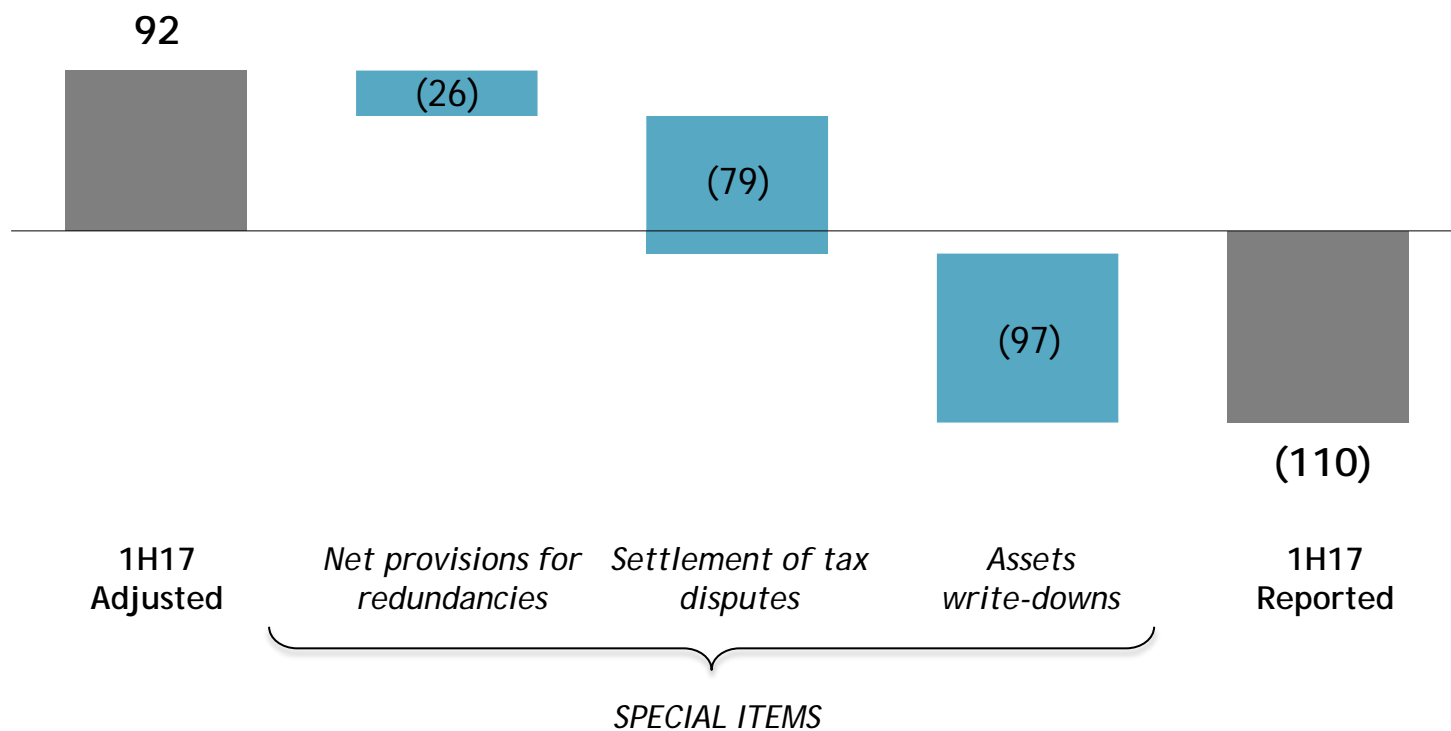 92
(26)
(79)
(97)
(110)
1H17
Adjusted
Net provisions for
redundancies
Settlement of tax
disputes
Assets
write-downs
1H17
Reported
SPECIAL ITEMS